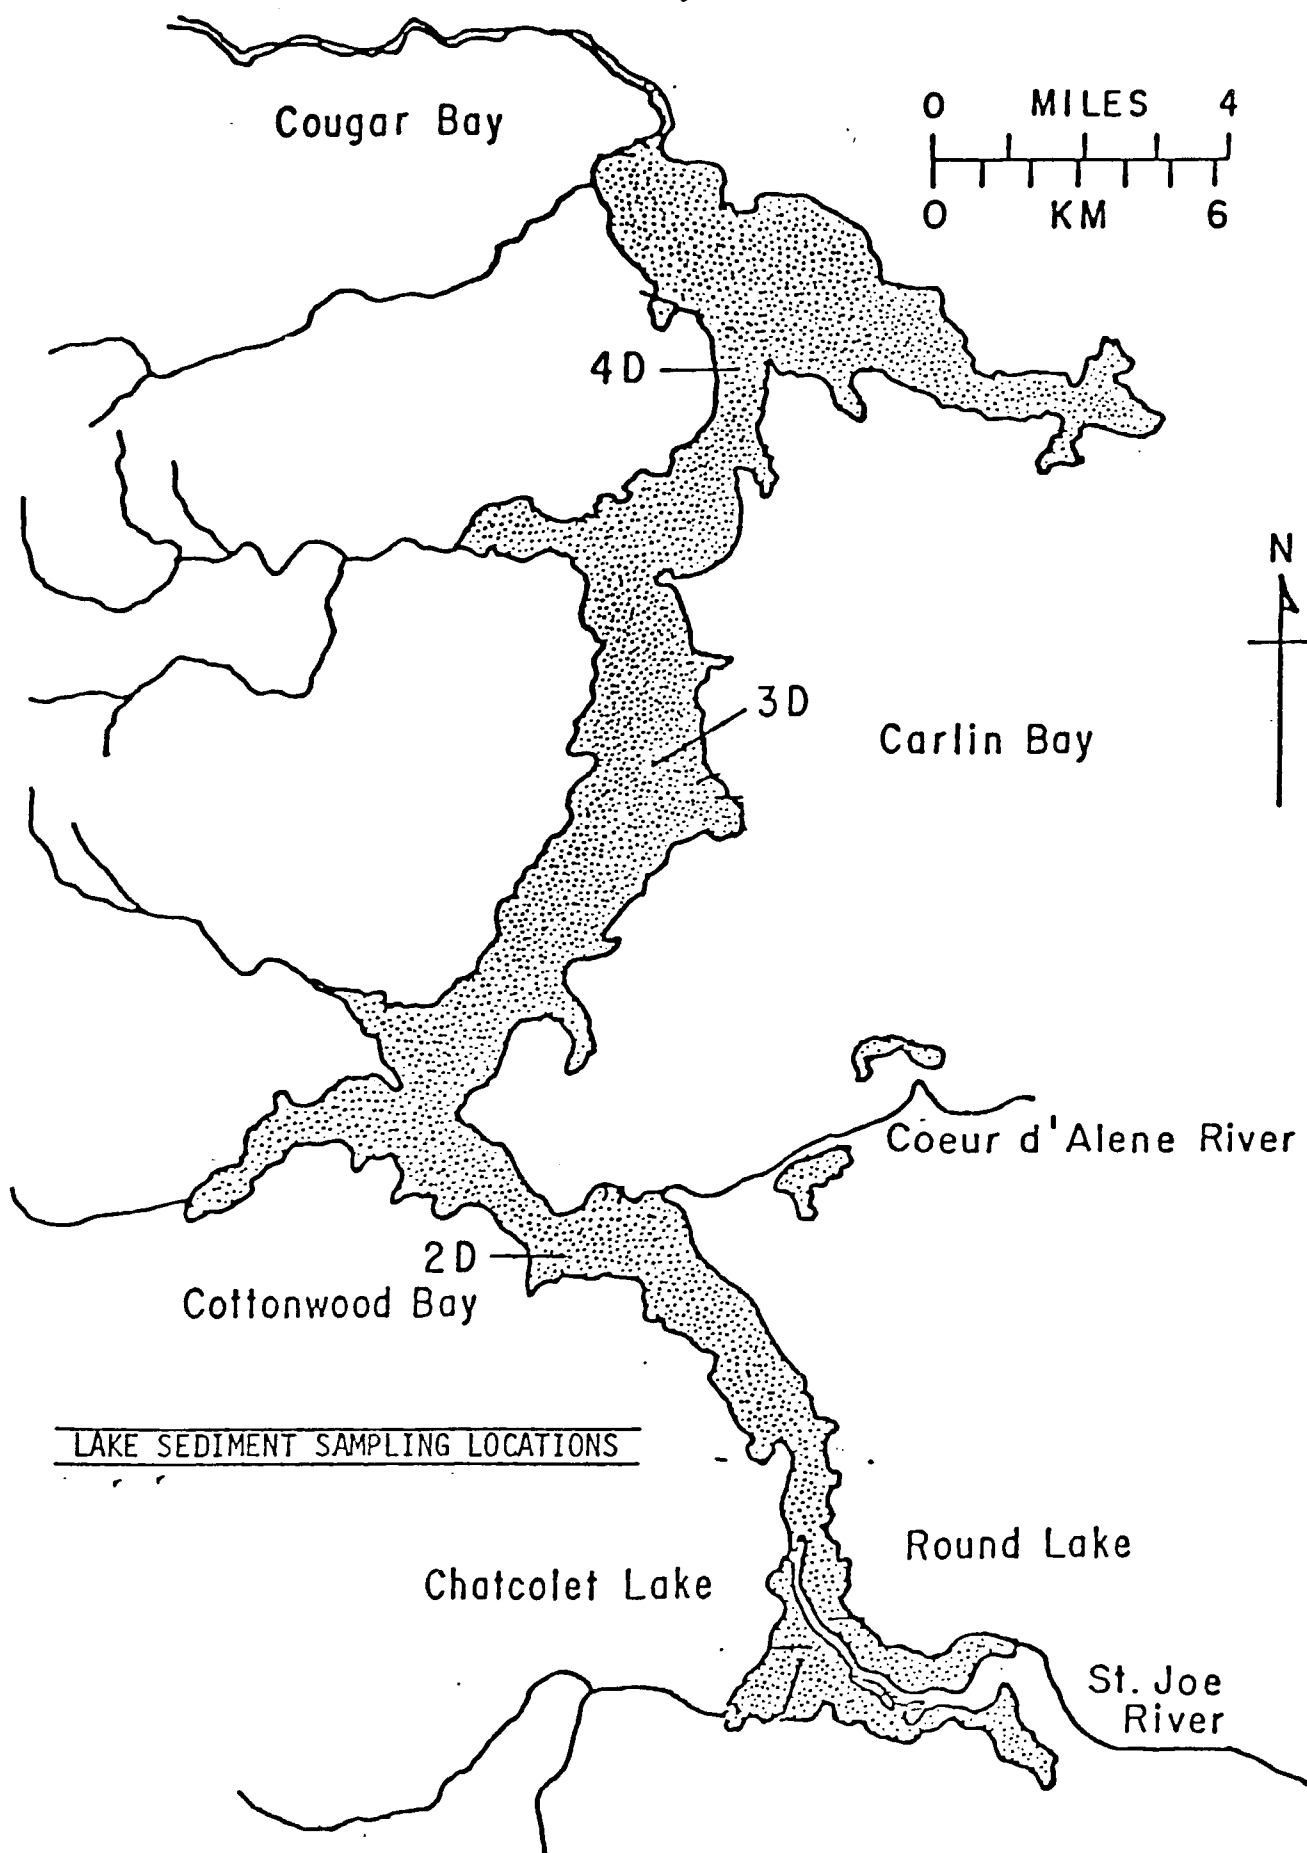 0 MILES 4
Cougar Bay
0 KM 6
4D
N
3D
Carlin Bay
Coeur d'Alene River
2D
Cottonwood Bay
LAKE SEDIMENT SAMPLING LOCATIONS
Round Lake
Chatcolet Lake
St. Joe
River